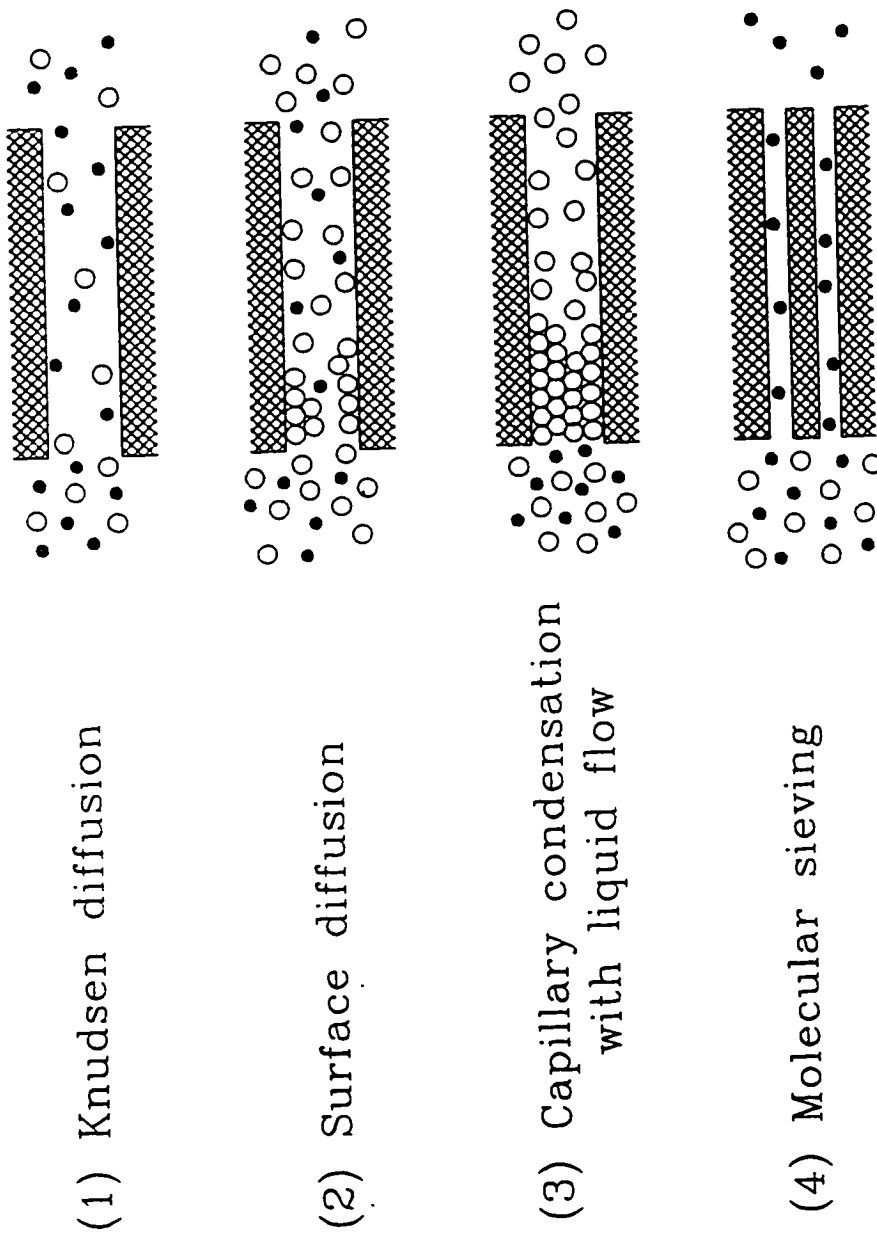 (1) Knudsen diffusion
(2) Surface diffusion
(3) Capillary condensation
with liquid flow
(4) Molecular sieving